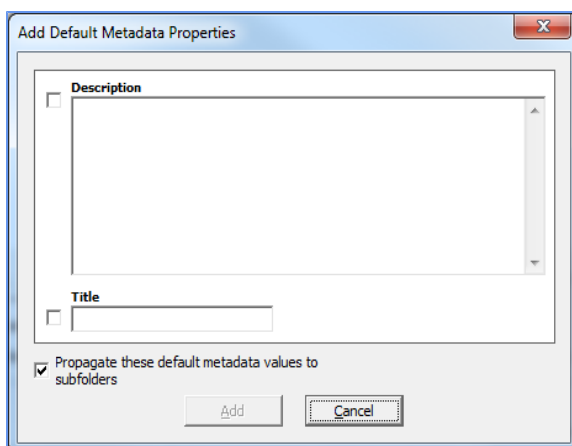 Add Default Metadata Properties
Description
Title
Propagate these default metadata values to
subfolders
Add
Cancel